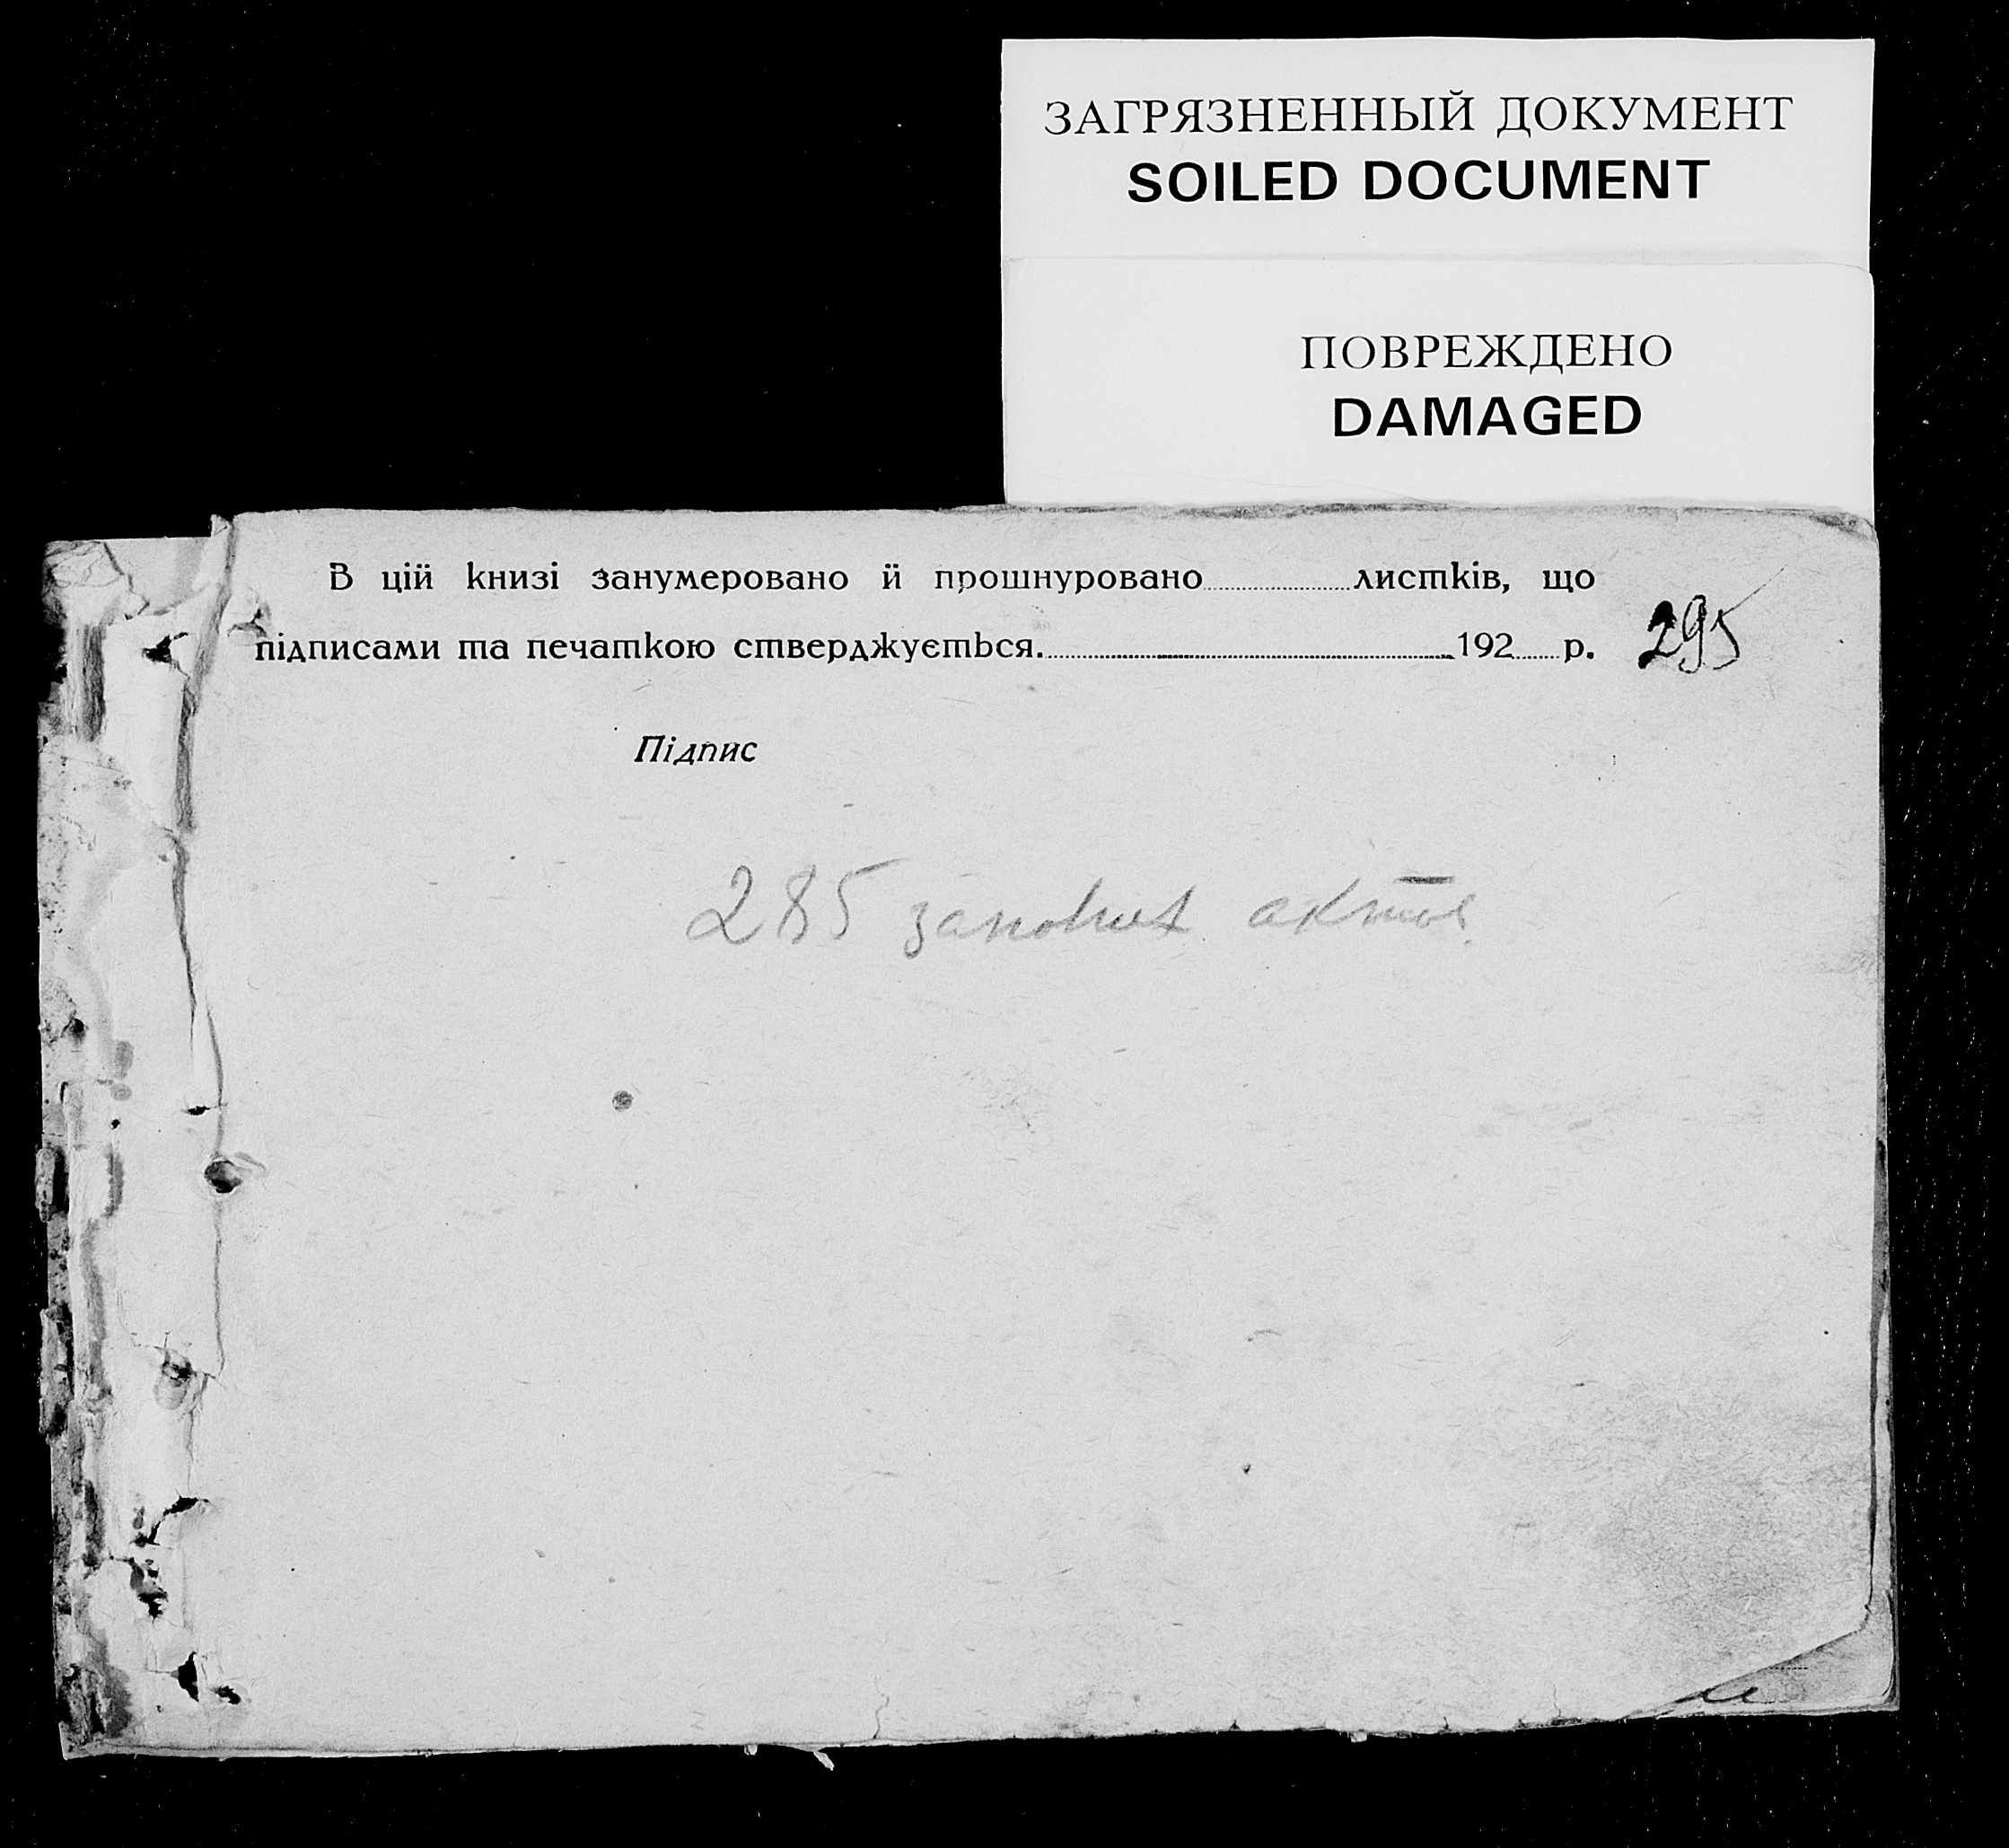 ЗАГРЯЗНЕННЫЙ ДОКУМЕНТ
SOILED DOCUMENT
ПОВРЕЖДЕНО
DAMAGED
В цій книзі занумеровано й прошнуровано листків, що
підписами та печаткою стверджується. 192 р.
295
Підпис
285 актов